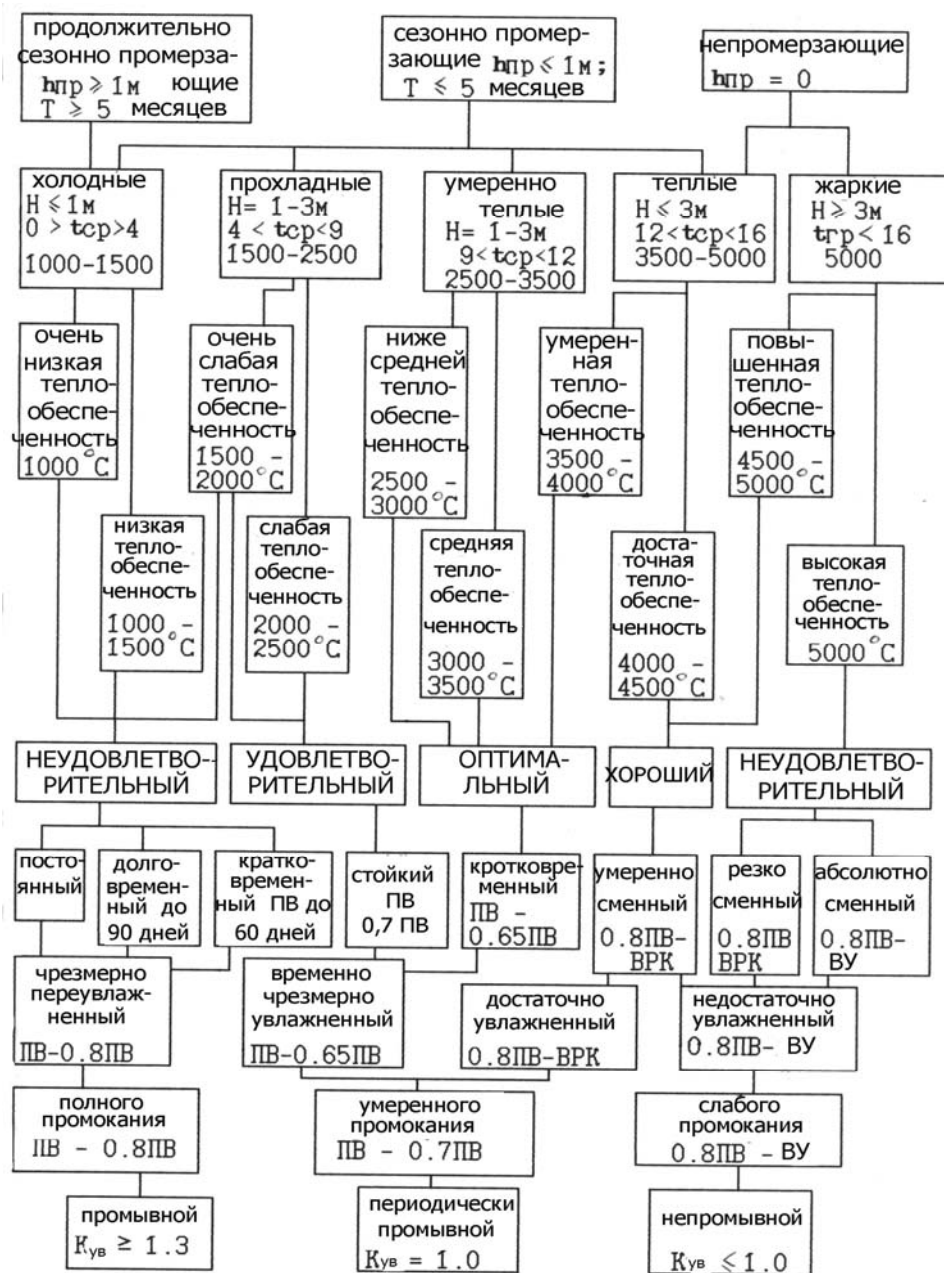 продолжительно
сезонно промерза-
hпр ⩾ 1м ющие
T ⩾ 5 месяцев
сезонно промер-
зающие hпр ⩽ 1м;
T ⩽ 5 месяцев
непромерзающие
hпр = 0
холодные
H ⩽ 1м
0 > tср>4
1000-1500
прохладные
H= 1-3м
4 < tср<9
1500-2500
умеренно
теплые
H= 1-3м
9<tср<12
2500-3500
теплые
H ⩽ 3м
12<tср<16
3500-5000
жаркие
H ⩾ 3м
tгр< 16
5000
очень
низкая
тепло-
обеспе-
ченность
1000°C
очень
слабая
тепло-
обеспе-
ченность
1500 -
2000°C
ниже
средней
тепло-
обеспе-
ченность
2500 -
3000°C
умерен-
ная
тепло-
обеспе-
ченность
3500 -
4000°C
повы-
шенная
тепло-
обеспе-
ченность
4500 -
5000°C
низкая
тепло-
обеспе-
ченность
1000 -
1500°C
слабая
тепло-
обеспе-
ченность
2000 -
2500°C
средняя
тепло-
обеспе-
ченность
3000 -
3500°C
доста-
точная
тепло-
обеспе-
ченность
4000 -
4500°C
высокая
тепло-
обеспе-
ченность
5000°C
НЕУДОВЛЕТВО--
РИТЕЛЬНЫЙ
УДОВЛЕТВО-
РИТЕЛЬНЫЙ
ОПТИМА-
ЛЬНЫЙ
ХОРОШИЙ
НЕУДОВЛЕТВО-
РИТЕЛЬНЫЙ
посто-
янный
долго-
времен-
ный до
90 дней
кратко-
времен-
ный ПВ до
60 дней
стойкий
ПВ
0,7 ПВ
кротковре-
менный
ПВ -
0.65ПВ
умеренно
сменный
0.8ПВ-
ВРК
резко
сменный
0.8ПВ
ВРК
абсолютно
сменный
0.8ПВ-
ВУ
чрезмерно
переувлаж-
ненный
ПВ-0.8ПВ
временно
чрезмерно
увлажненный
ПВ-0.65ПВ
достаточно
увлажненный
0.8ПВ-ВРК
недостаточно
увлажненный
0.8ПВ- ВУ
полного
промокания
ПВ - 0.8ПВ
умеренного
промокания
ПВ - 0.7ПВ
слабого
промокания
0.8ПВ - ВУ
промывной
Kув ≥ 1.3
периодически
промывной
Kув = 1.0
непромывной
Kув ⩽ 1.0